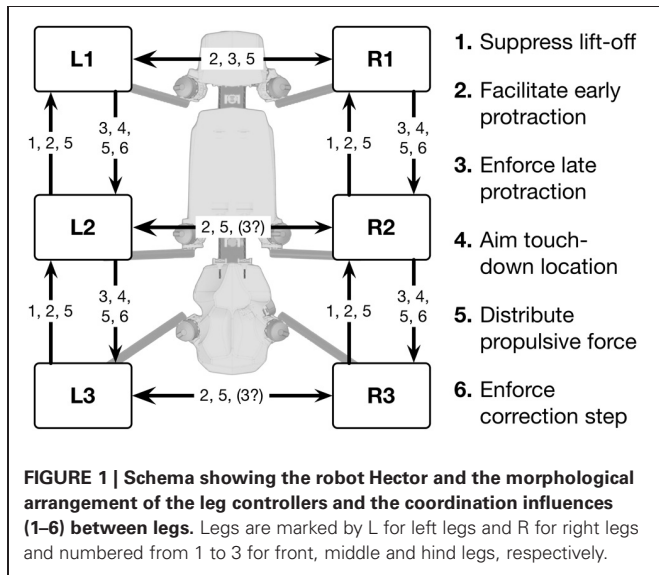 L1
2, 3, 5
R1
1, 2, 5
3, 4,
5, 6
1, 2, 5
3, 4,
5, 6
L2
2, 5, (3?)
R2
1, 2, 5
3, 4,
5, 6
1, 2, 5
3, 4,
5, 6
L3
2, 5, (3?)
R3
1. Suppress lift-off
2. Facilitate early
protraction
3. Enforce late
protraction
4. Aim touch-
down location
5. Distribute
propulsive force
6. Enforce
correction step
FIGURE 1 | Schema showing the robot Hector and the morphological
arrangement of the leg controllers and the coordination influences
(1–6) between legs. Legs are marked by L for left legs and R for right legs
and numbered from 1 to 3 for front, middle and hind legs, respectively.